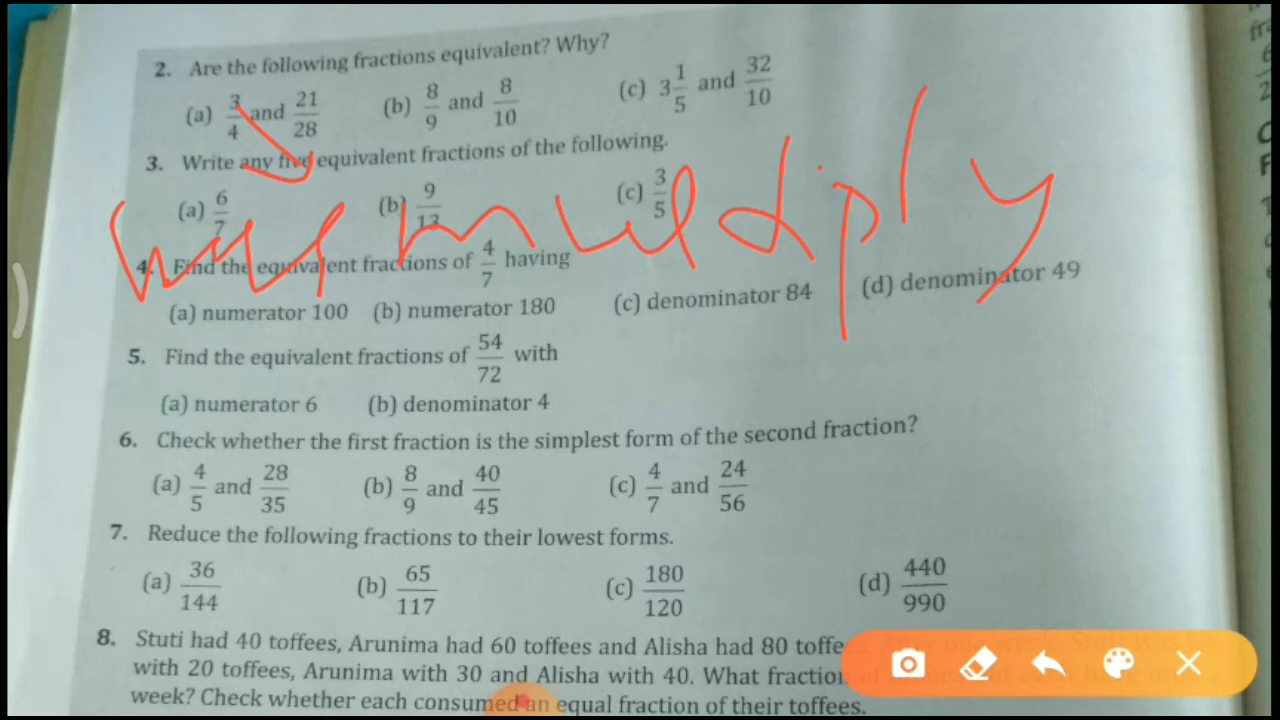 2. Are the following fractions equivalent? Why?
(a) 3/4 and 21/28 (b) 8/9 and 8/10 (c) 3 1/5 and 32/10
3. Write any five equivalent fractions of the following.
(a) 6/7 (b) 9/13 (c) 3/5
multiply
4. Find the equivalent fractions of 4/7 having
(a) numerator 100 (b) numerator 180 (c) denominator 84 (d) denominator 49
5. Find the equivalent fractions of 54/72 with
(a) numerator 6 (b) denominator 4
6. Check whether the first fraction is the simplest form of the second fraction?
(a) 4/5 and 28/35 (b) 8/9 and 40/45 (c) 4/7 and 24/56
7. Reduce the following fractions to their lowest forms.
(a) 36/144 (b) 65/117 (c) 180/120 (d) 440/990
8. Stuti had 40 toffees, Arunima had 60 toffees and Alisha had 80
with 20 toffees, Arunima with 30 and Alisha with 40. What
week? Check whether each consumed an equal fraction of their toffees.